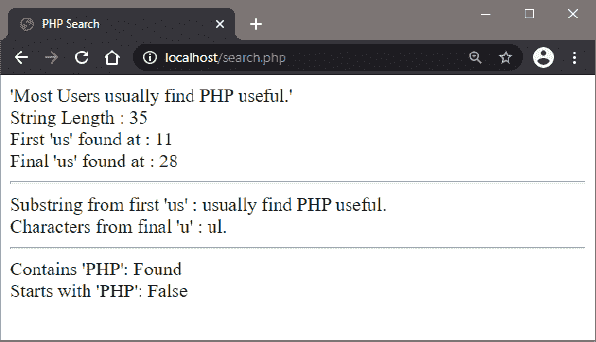 PHP Search
localhost/search.php
'Most Users usually find PHP useful.'
String Length : 35
First 'us' found at : 11
Final 'us' found at : 28
Substring from first 'us' : usually find PHP useful.
Characters from final 'u' : ul.
Contains 'PHP': Found
Starts with 'PHP': False